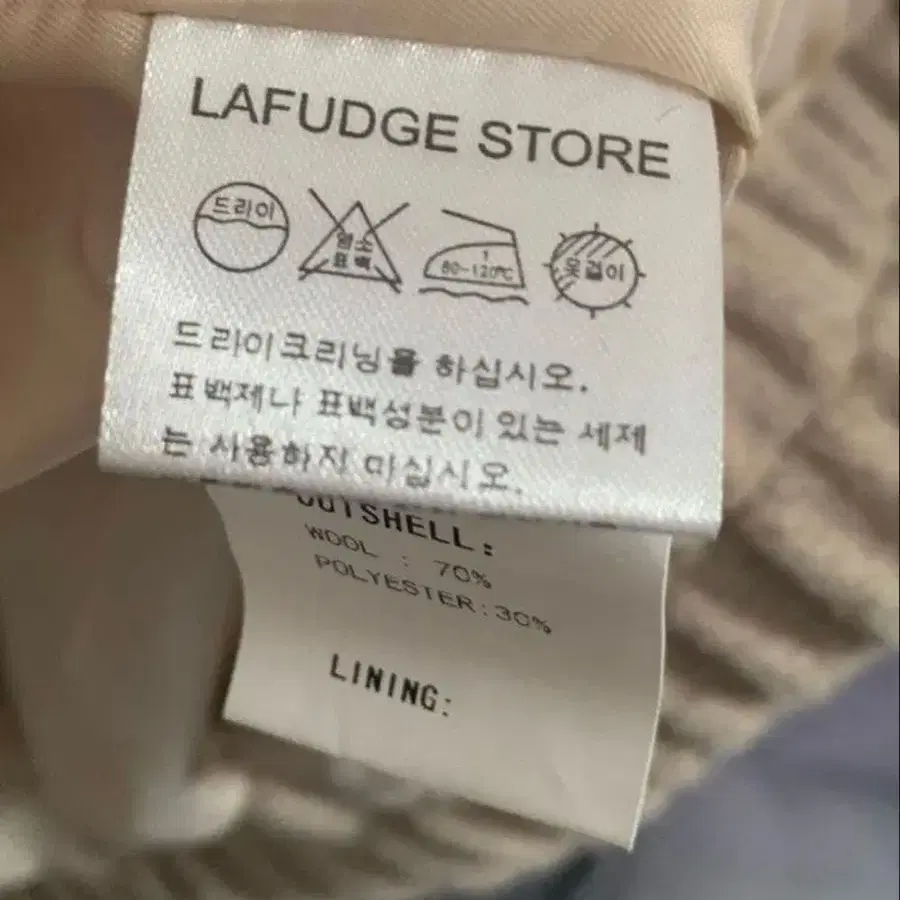 LAFUDGE STORE
드라이
염소
표백
1
80~120℃
옷걸이
드라이크리닝을 하십시오.
표백제나 표백성분이 있는 세제
는 사용하지 마십시오.
OUTSHELL:
WOOL : 70%
POLYESTER:30%
LINING: